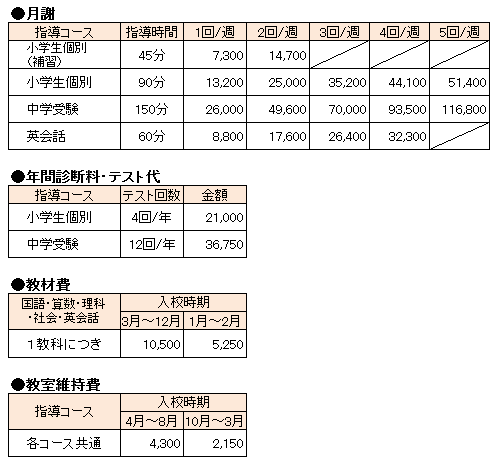 ●月謝
指導コース 指導時間 1回/週 2回/週 3回/週 4回/週 5回/週
小学生個別
(補習) 45分 7,300 14,700
小学生個別 90分 13,200 25,000 35,200 44,100 51,400
中学受験 150分 26,000 49,600 70,000 93,500 116,800
英会話 60分 8,800 17,600 26,400 32,300
●年間診断料・テスト代
指導コース テスト回数 金額
小学生個別 4回/年 21,000
中学受験 12回/年 36,750
●教材費
国語・算数・理科
・社会・英会話
入校時期
3月～12月 1月～2月
1教科につき 10,500 5,250
●教室維持費
指導コース
入校時期
4月～8月 10月～3月
各コース共通 4,300 2,150